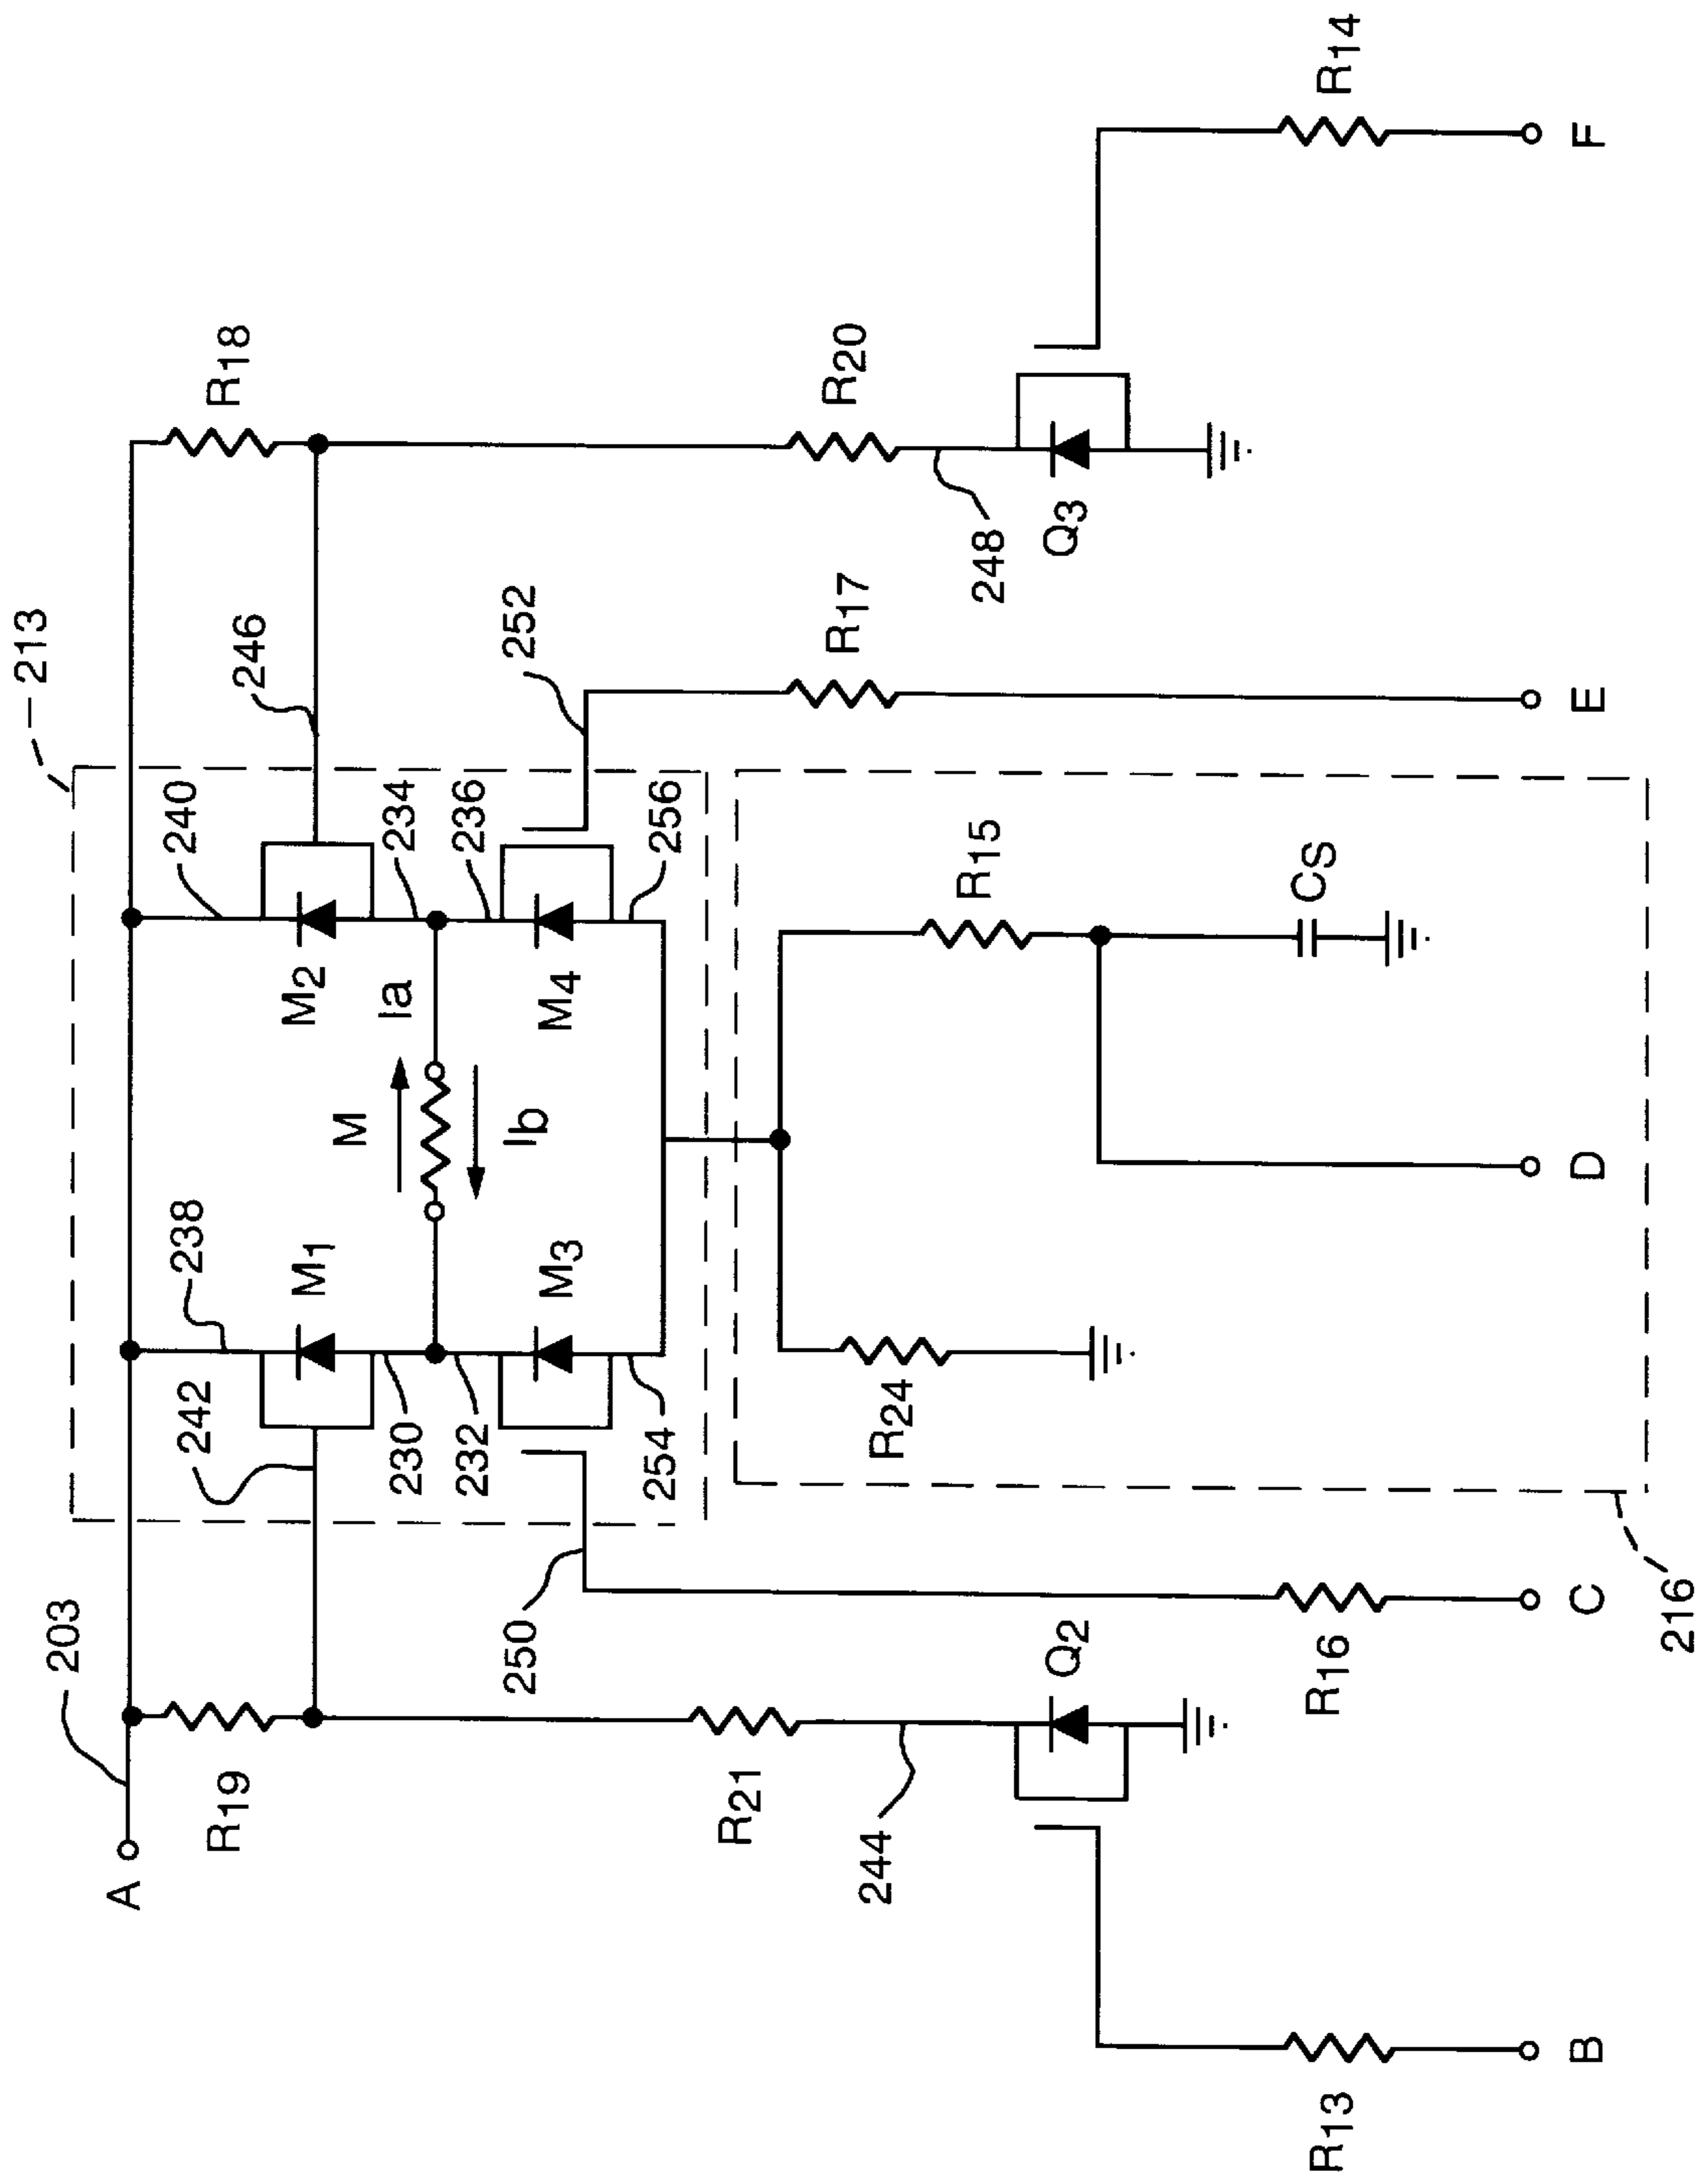 213
203
A
R19
242
238
M1
230
232
M3
254
250
M
Ia
Ib
240
M2
234
236
M4
256
246
252
R18
R21
244
Q2
R13
B
R16
C
216
R24
R15
CS
D
R17
E
R20
248
Q3
R14
F